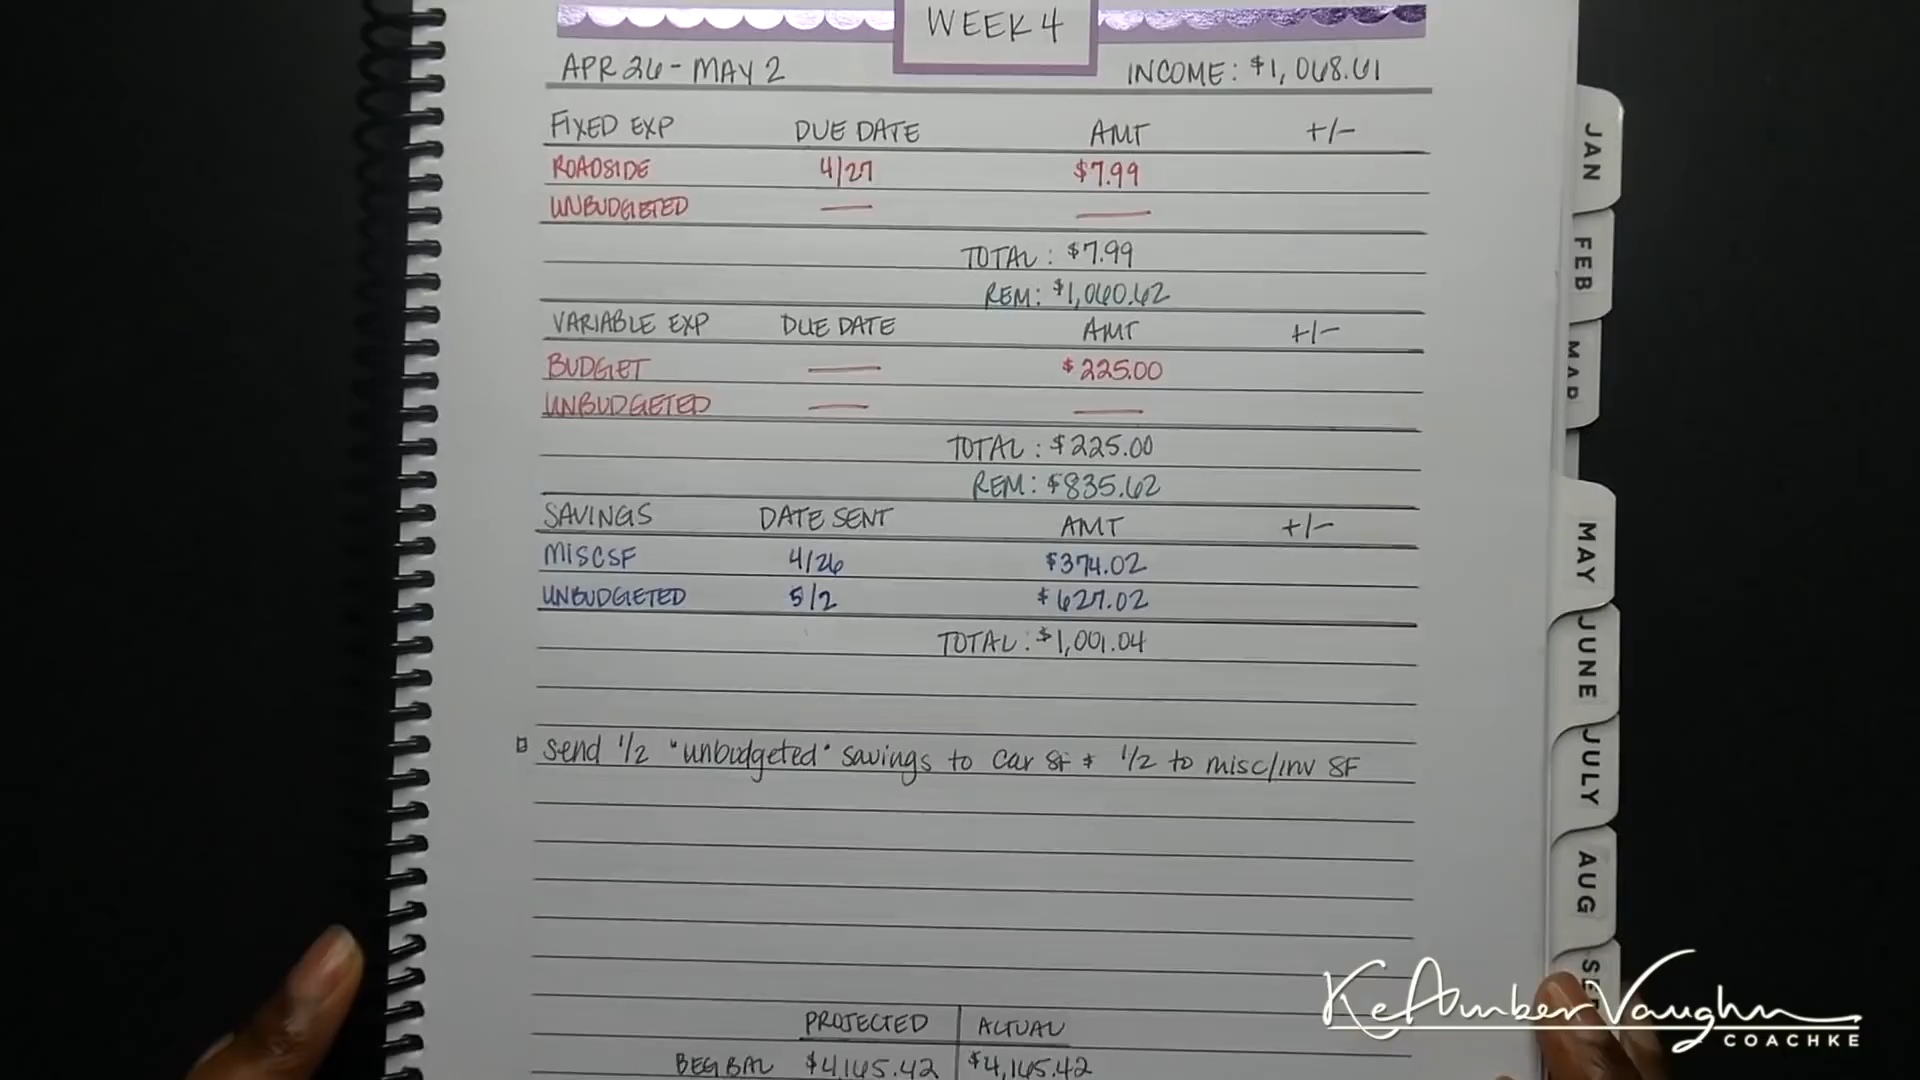 WEEK 4
APR 26 - MAY 2 INCOME: $1,068.61
FIXED EXP DUE DATE AMT +/-
ROADSIDE 4/27 $7.99
UNBUDGETED — —
TOTAL: $7.99
REM: $1,060.62
VARIABLE EXP DUE DATE AMT +/-
BUDGET — $225.00
UNBUDGETED — —
TOTAL: $225.00
REM: $835.62
SAVINGS DATE SENT AMT +/-
MISC SF 4/26 $374.02
UNBUDGETED 5/2 $627.02
TOTAL: $1,001.04
send 1/2 "unbudgeted" savings to car SF & 1/2 to misc/inv SF
PROJECTED ACTUAL
BEG BAL $4,165.42 $4,165.42
JAN
FEB
MAR
MAY
JUNE
JULY
AUG
KeAmber Vaughn
COACHKE